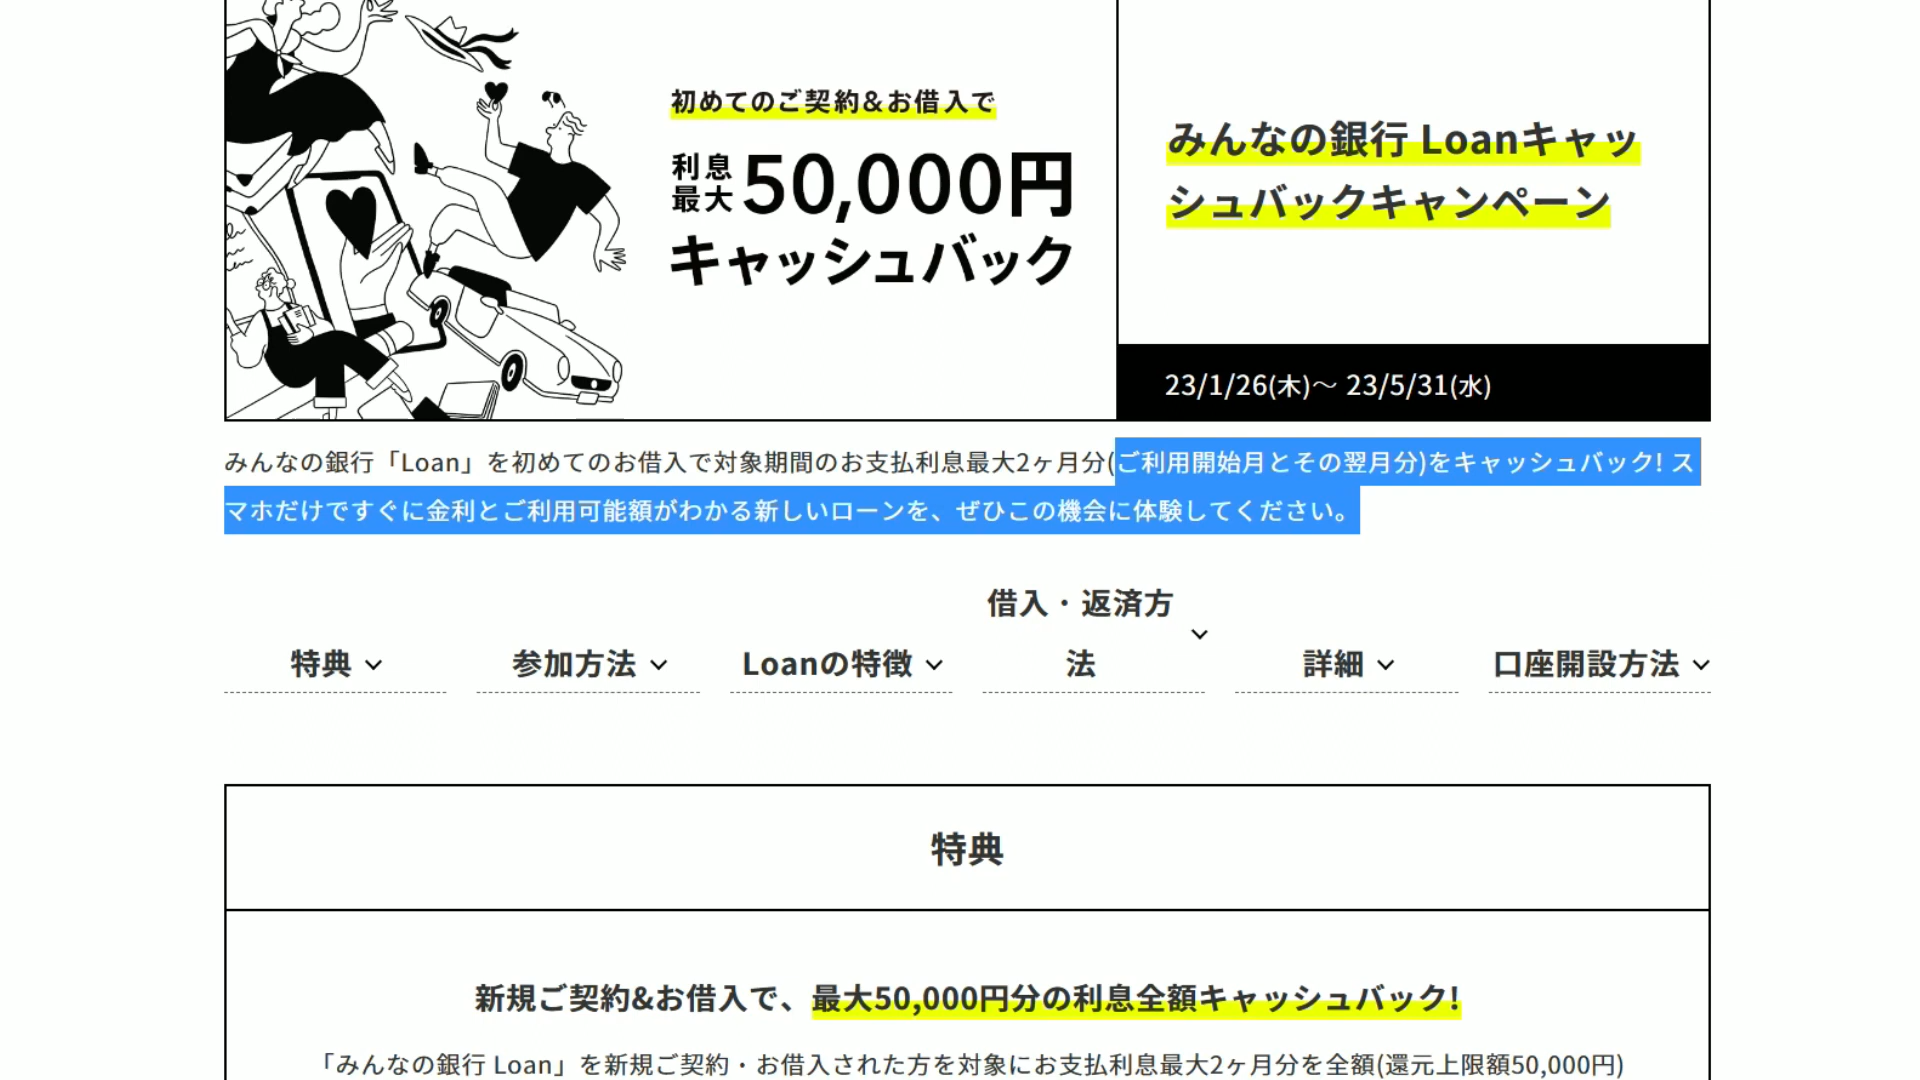 初めてのご契約&お借入で
利息
最大
50,000円
キャッシュバック
みんなの銀行 Loanキャッ
シュバックキャンペーン
23/1/26(木)〜 23/5/31(水)
みんなの銀行「Loan」を初めてのお借入で対象期間のお支払利息最大2ヶ月分(ご利用開始月とその翌月分)をキャッシュバック! ス
マホだけですぐに金利とご利用可能額がわかる新しいローンを、ぜひこの機会に体験してください。
特典
参加方法
Loanの特徴
借入・返済方
法
詳細
口座開設方法
特典
新規ご契約&お借入で、最大50,000円分の利息全額キャッシュバック!
「みんなの銀行 Loan」を新規ご契約・お借入された方を対象にお支払利息最大2ヶ月分を全額(還元上限額50,000円)